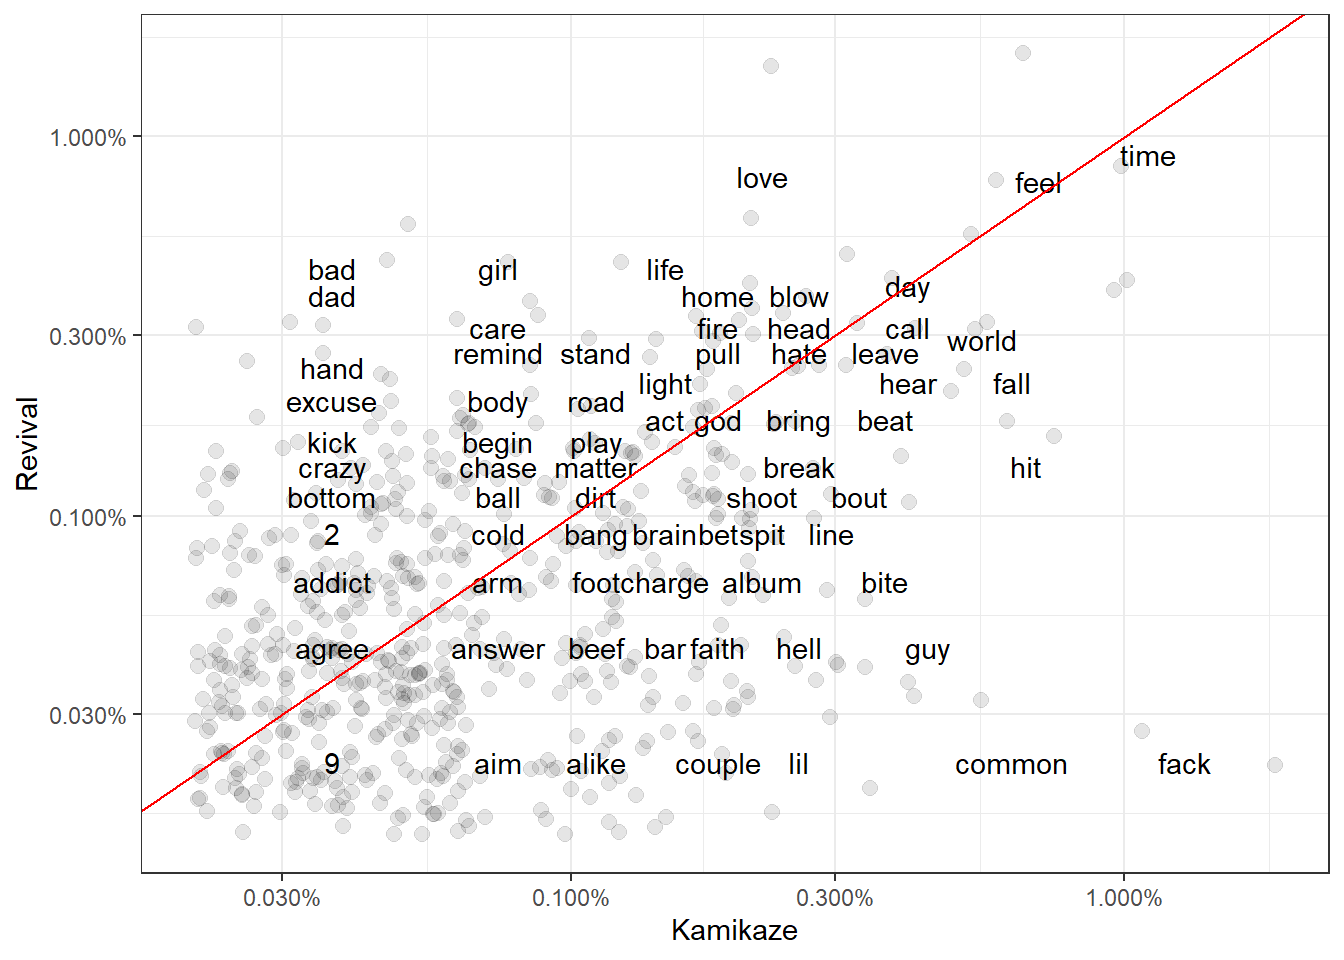 1.000%
time
love
feel
bad
girl
life
day
dad
home
blow
0.300%
care
fire
head
call
world
remind
stand
pull
hate
leave
hand
light
hear
fall
excuse
body
road
act
god
bring
beat
Revival
kick
begin
play
crazy
chase
matter
break
hit
bottom
ball
dirt
shoot
bout
0.100%
2
cold
bang
brain
bet
spit
line
addict
arm
foot
charge
album
bite
agree
answer
beef
bar
faith
hell
guy
0.030%
9
aim
alike
couple
lil
common
fack
0.030%
0.100%
0.300%
1.000%
Kamikaze